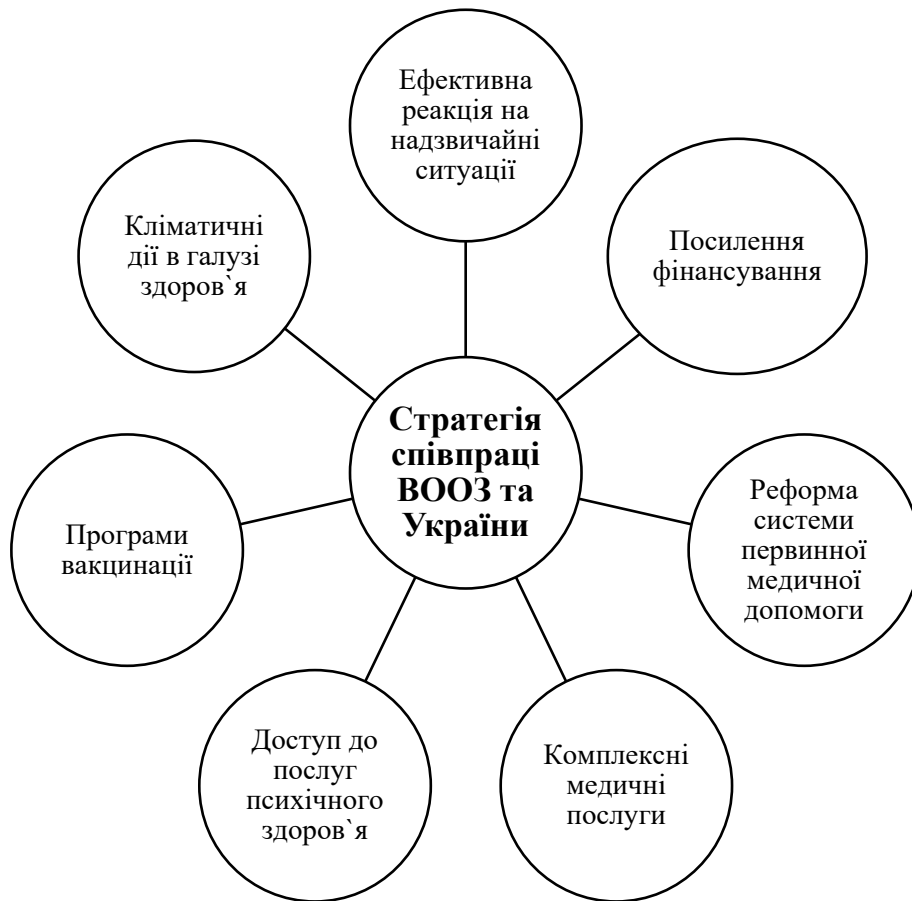 Ефективна
реакція на
надзвичайні
ситуації
Посилення
фінансування
Реформа
системи
первинної
медичної
допомоги
Комплексні
медичні
послуги
Доступ до
послуг
психічного
здоров`я
Програми
вакцинації
Кліматичні
дії в галузі
здоров`я
Стратегія
співпраці
ВООЗ та
України